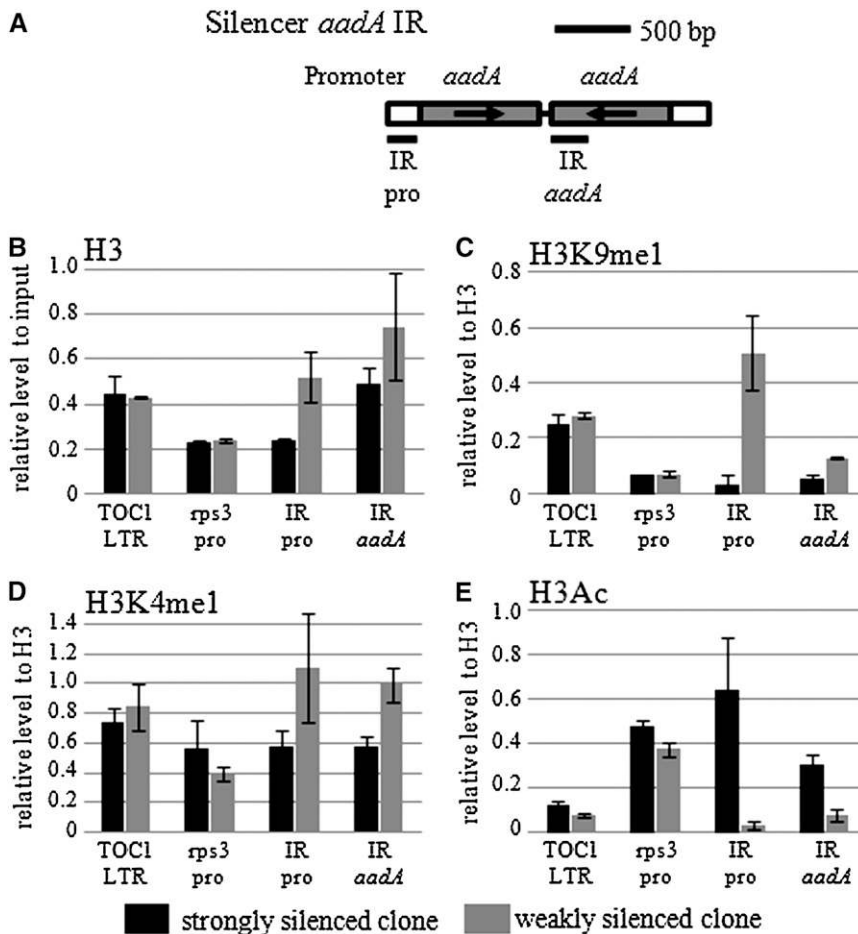 A
Silencer aadA IR
500 bp
Promoter aadA aadA
IR IR
pro aadA
B H3
relative level to input
1.0
0.8
0.6
0.4
0.2
0
TOC1 rps3 IR IR
LTR pro pro aadA
C H3K9me1
relative level to H3
0.8
0.6
0.4
0.2
0
TOC1 rps3 IR IR
LTR pro pro aadA
D H3K4me1
relative level to H3
1.4
1.2
1.0
0.8
0.6
0.4
0.2
0
TOC1 rps3 IR IR
LTR pro pro aadA
E H3Ac
relative level to H3
1.0
0.8
0.6
0.4
0.2
0
TOC1 rps3 IR IR
LTR pro pro aadA
strongly silenced clone weakly silenced clone